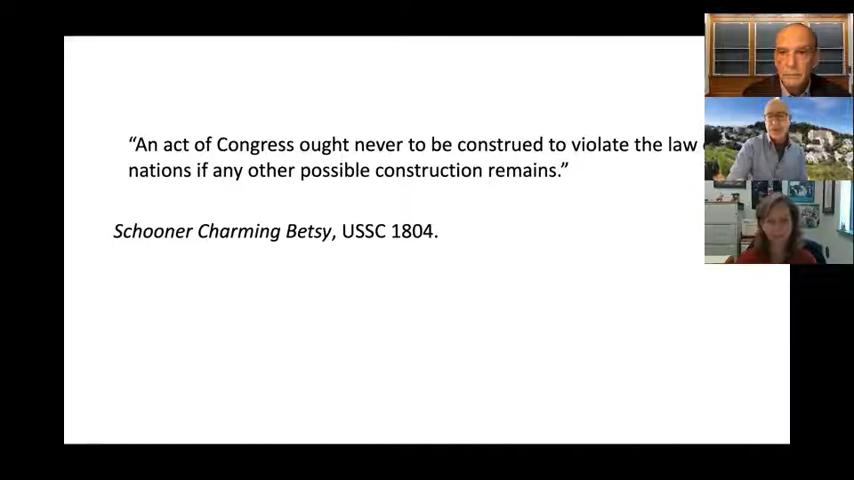 “An act of Congress ought never to be construed to violate the law
nations if any other possible construction remains.”
Schooner Charming Betsy, USSC 1804.